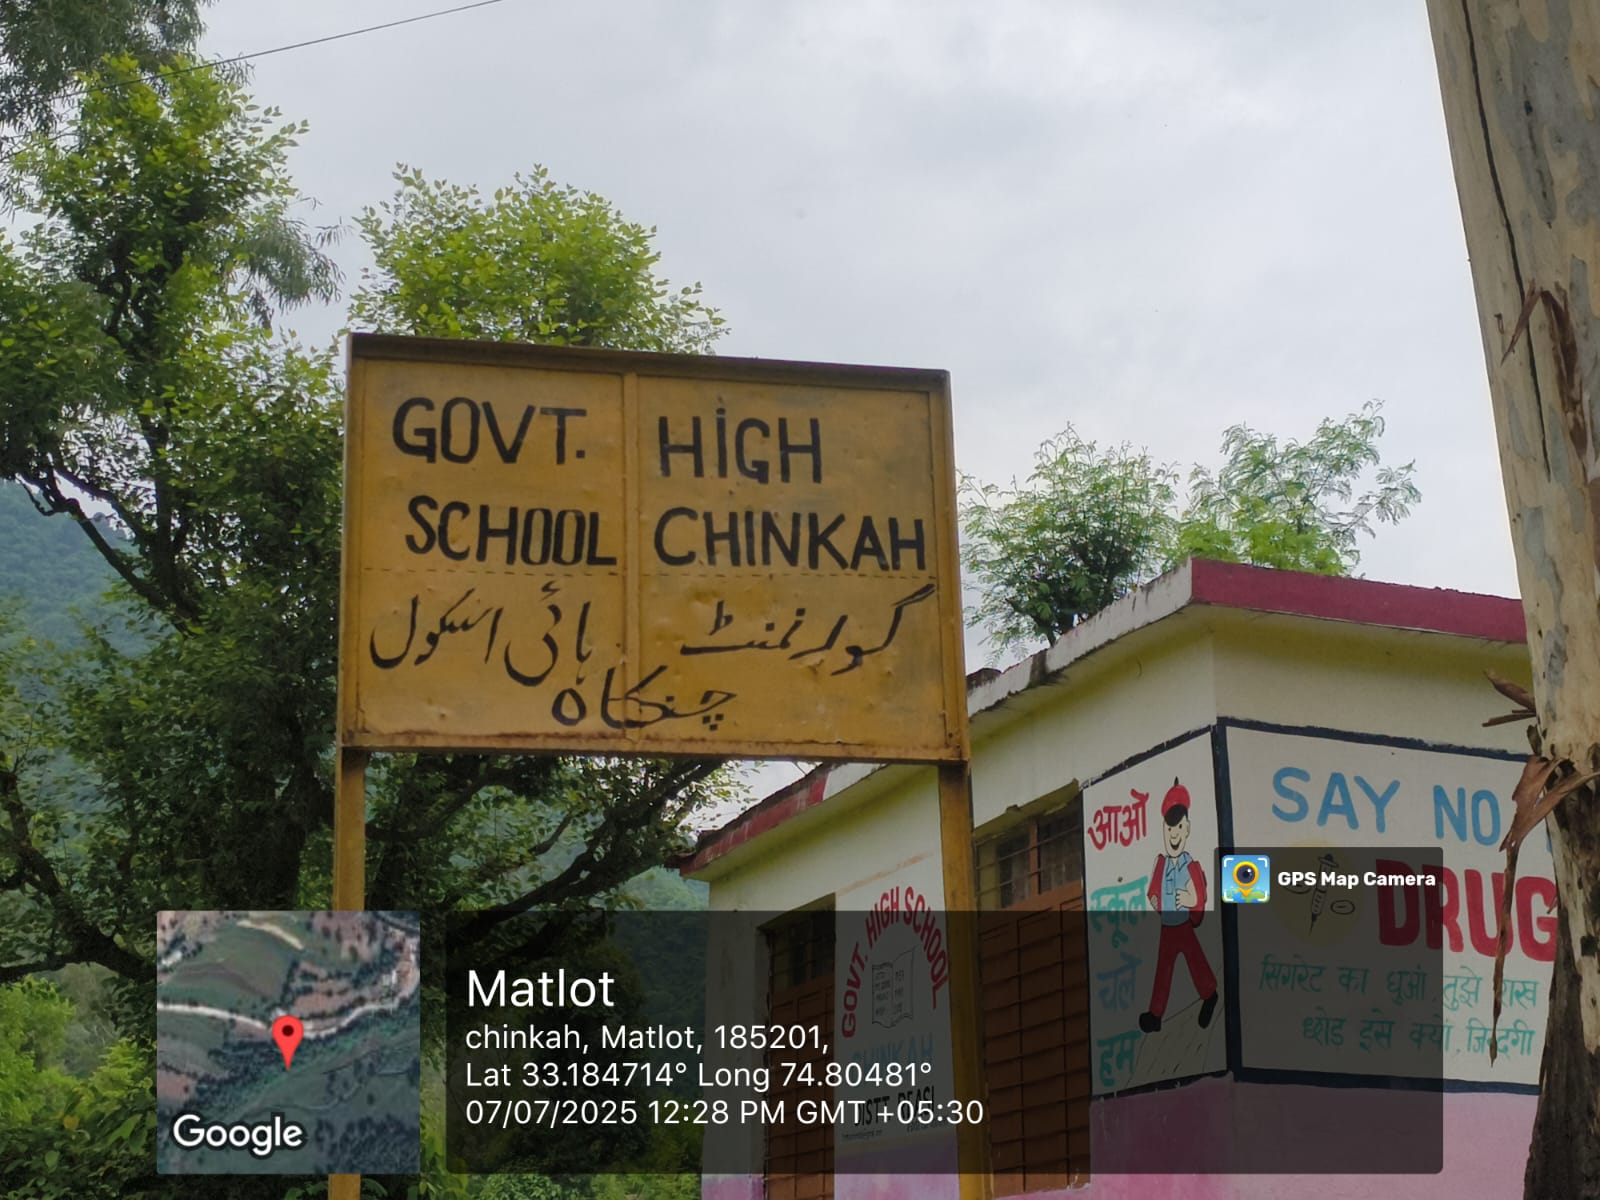 GOVT. HIGH
SCHOOL CHINKAH
گورنمنٹ ہائی اسکول
چنکاہ
आओ
स्कूल
चले
हम
SAY NO
DRUG
सिगरेट का धुआं, तुझे राख
छोड़ इसे क्यों, जिन्दगी
GOVT. HIGH SCHOOL
CHINKAH
DISTT. REASI
GPS Map Camera
Matlot
chinkah, Matlot, 185201,
Lat 33.184714° Long 74.80481°
07/07/2025 12:28 PM GMT +05:30
Google